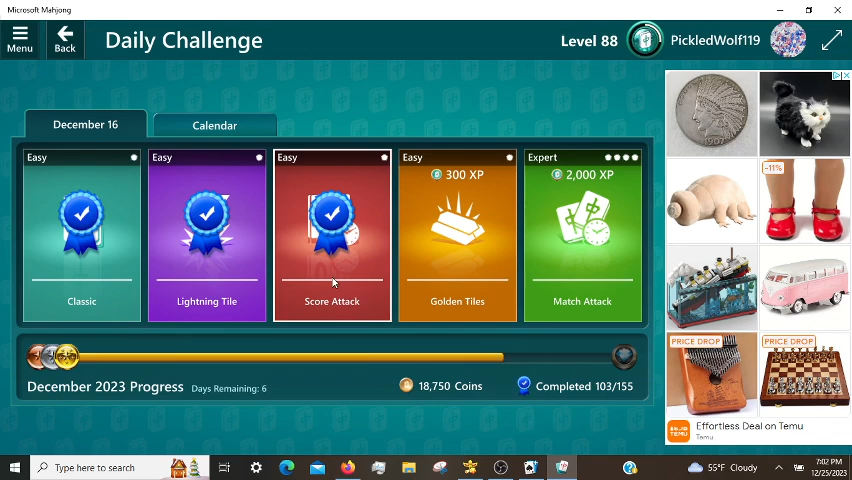 Microsoft Mahjong
Menu
Back
Daily Challenge
Level 88
PickledWolf119
December 16
Calendar
Easy
Classic
Easy
Lightning Tile
Easy
Score Attack
Easy
300 XP
Golden Tiles
Expert
2,000 XP
Match Attack
December 2023 Progress
Days Remaining: 6
18,750 Coins
Completed 103/155
1907
-11%
PRICE DROP
PRICE DROP
TEMU
Effortless Deal on Temu
Temu
Type here to search
55°F Cloudy
7:02 PM
12/25/2023